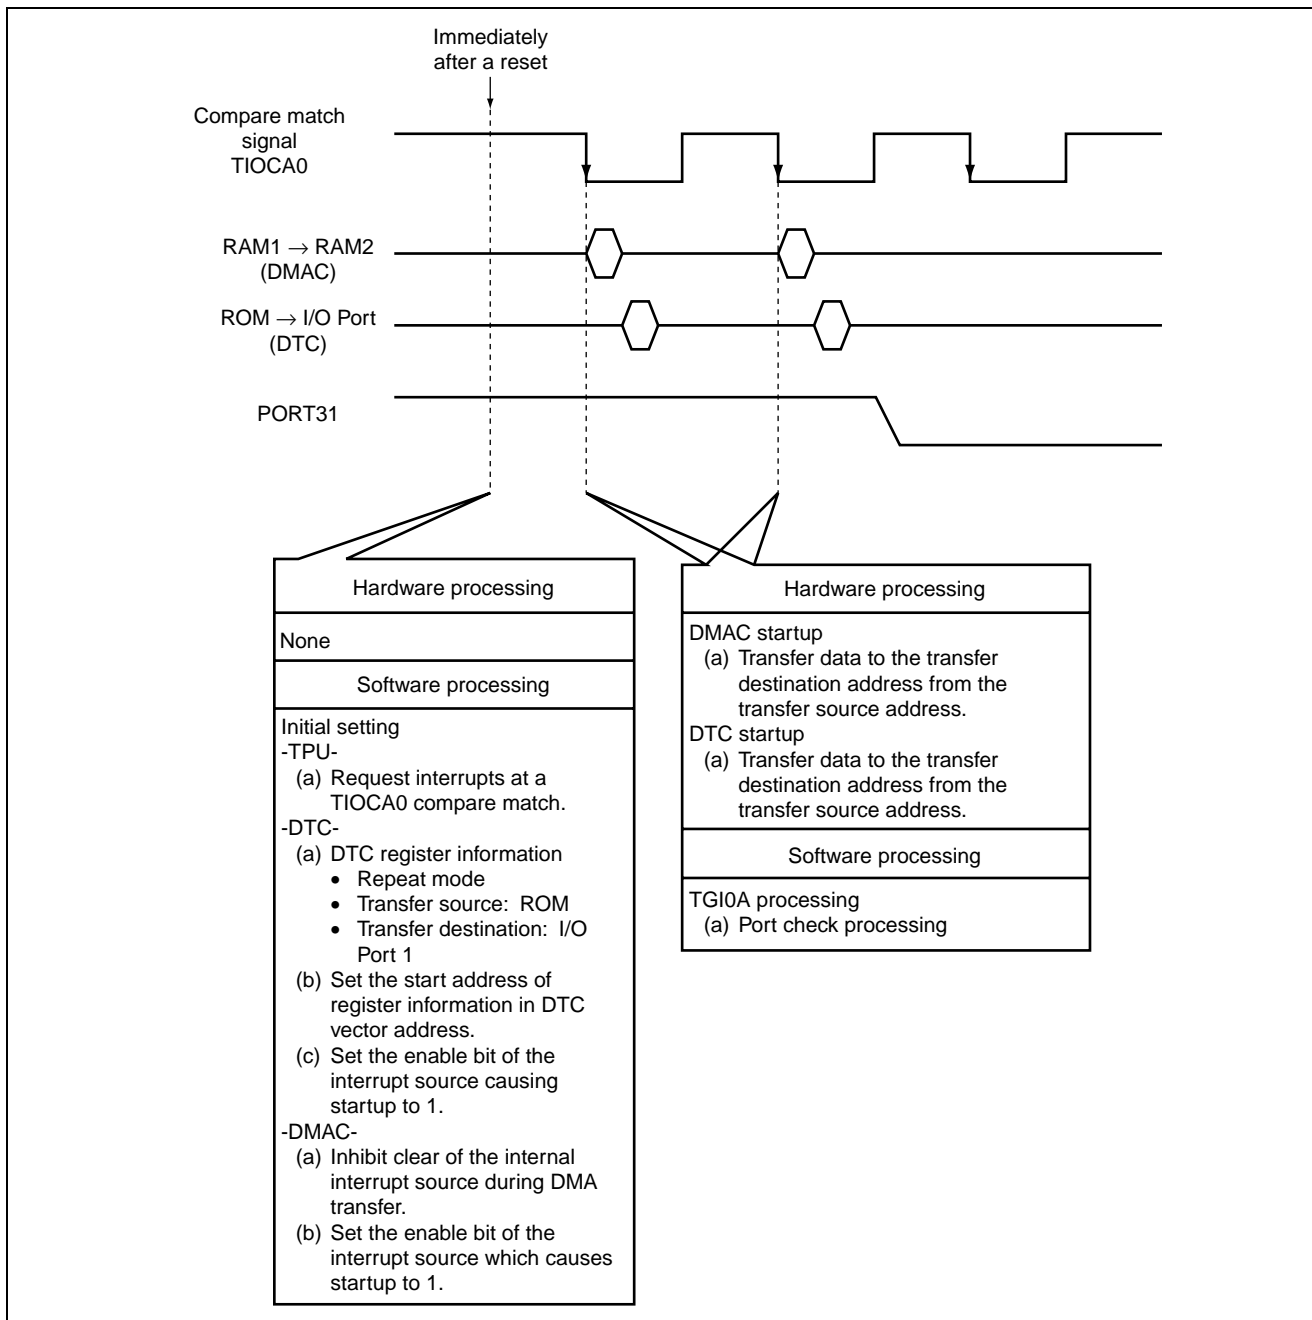 Immediately
after a reset
Compare match
signal
TIOCA0
RAM1 → RAM2
(DMAC)
ROM → I/O Port
(DTC)
PORT31
Hardware processing
None
Software processing
Initial setting
-TPU-
(a) Request interrupts at a
TIOCA0 compare match.
-DTC-
(a) DTC register information
• Repeat mode
• Transfer source: ROM
• Transfer destination: I/O
Port 1
(b) Set the start address of
register information in DTC
vector address.
(c) Set the enable bit of the
interrupt source causing
startup to 1.
-DMAC-
(a) Inhibit clear of the internal
interrupt source during DMA
transfer.
(b) Set the enable bit of the
interrupt source which causes
startup to 1.
Hardware processing
DMAC startup
(a) Transfer data to the transfer
destination address from the
transfer source address.
DTC startup
(a) Transfer data to the transfer
destination address from the
transfer source address.
Software processing
TGI0A processing
(a) Port check processing